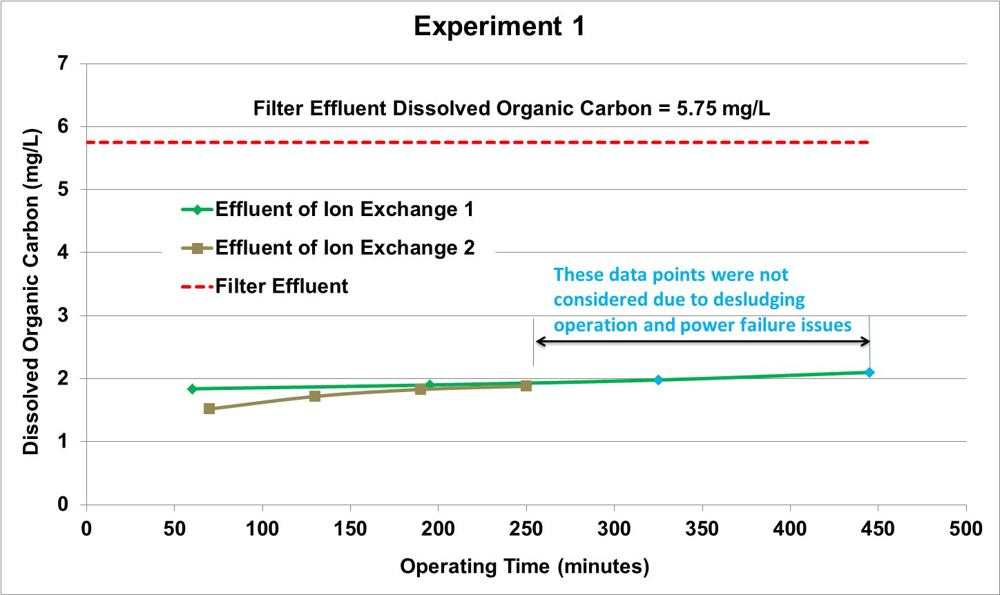 Experiment 1
7
6
5
4
3
2
1
0
Dissolved Organic Carbon (mg/L)
Filter Effluent Dissolved Organic Carbon = 5.75 mg/L
Effluent of Ion Exchange 1
Effluent of Ion Exchange 2
Filter Effluent
These data points were not
considered due to desludging
operation and power failure issues
0 50 100 150 200 250 300 350 400 450 500
Operating Time (minutes)